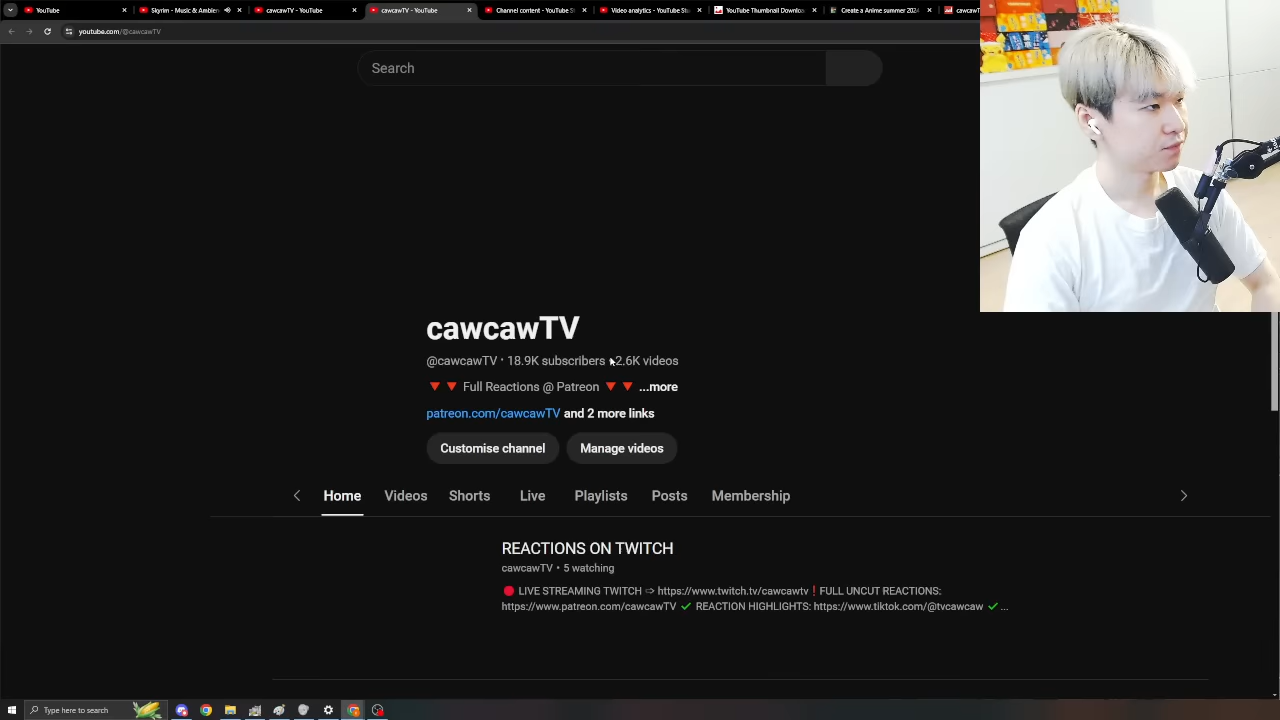 YouTube
Skyrim - Music & Ambien
cawcawTV - YouTube
cawcawTV - YouTube
Channel content - YouTube S
Video analytics - YouTube Stu
YouTube Thumbnail Downloa
Create a Anime summer 2024
cawcawT
youtube.com/@cawcawTV
Search
cawcawTV
@cawcawTV • 18.9K subscribers • 2.6K videos
🔻🔻 Full Reactions @ Patreon 🔻🔻 ...more
patreon.com/cawcawTV and 2 more links
Customise channel
Manage videos
Home
Videos
Shorts
Live
Playlists
Posts
Membership
REACTIONS ON TWITCH
cawcawTV • 5 watching
🔴 LIVE STREAMING TWITCH ➩ https://www.twitch.tv/cawcawtv❗FULL UNCUT REACTIONS:
https://www.patreon.com/cawcawTV ✔ REACTION HIGHLIGHTS: https://www.tiktok.com/@tvcawcaw ✔ ...
Type here to search